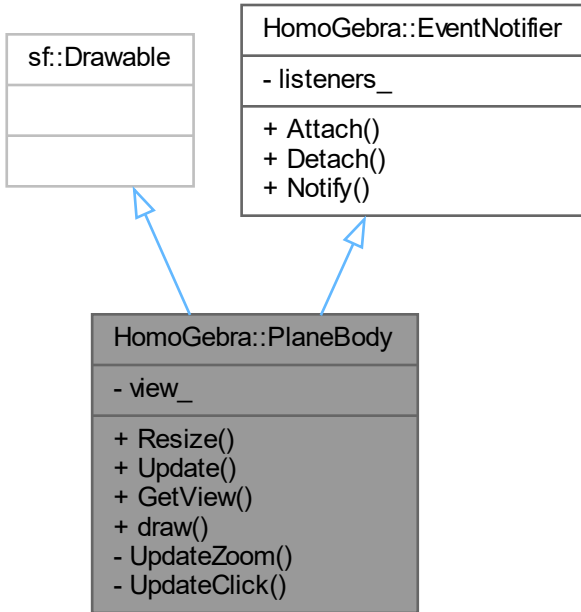 sf::Drawable
HomoGebra::EventNotifier
- listeners_
+ Attach()
+ Detach()
+ Notify()
HomoGebra::PlaneBody
- view_
+ Resize()
+ Update()
+ GetView()
+ draw()
- UpdateZoom()
- UpdateClick()